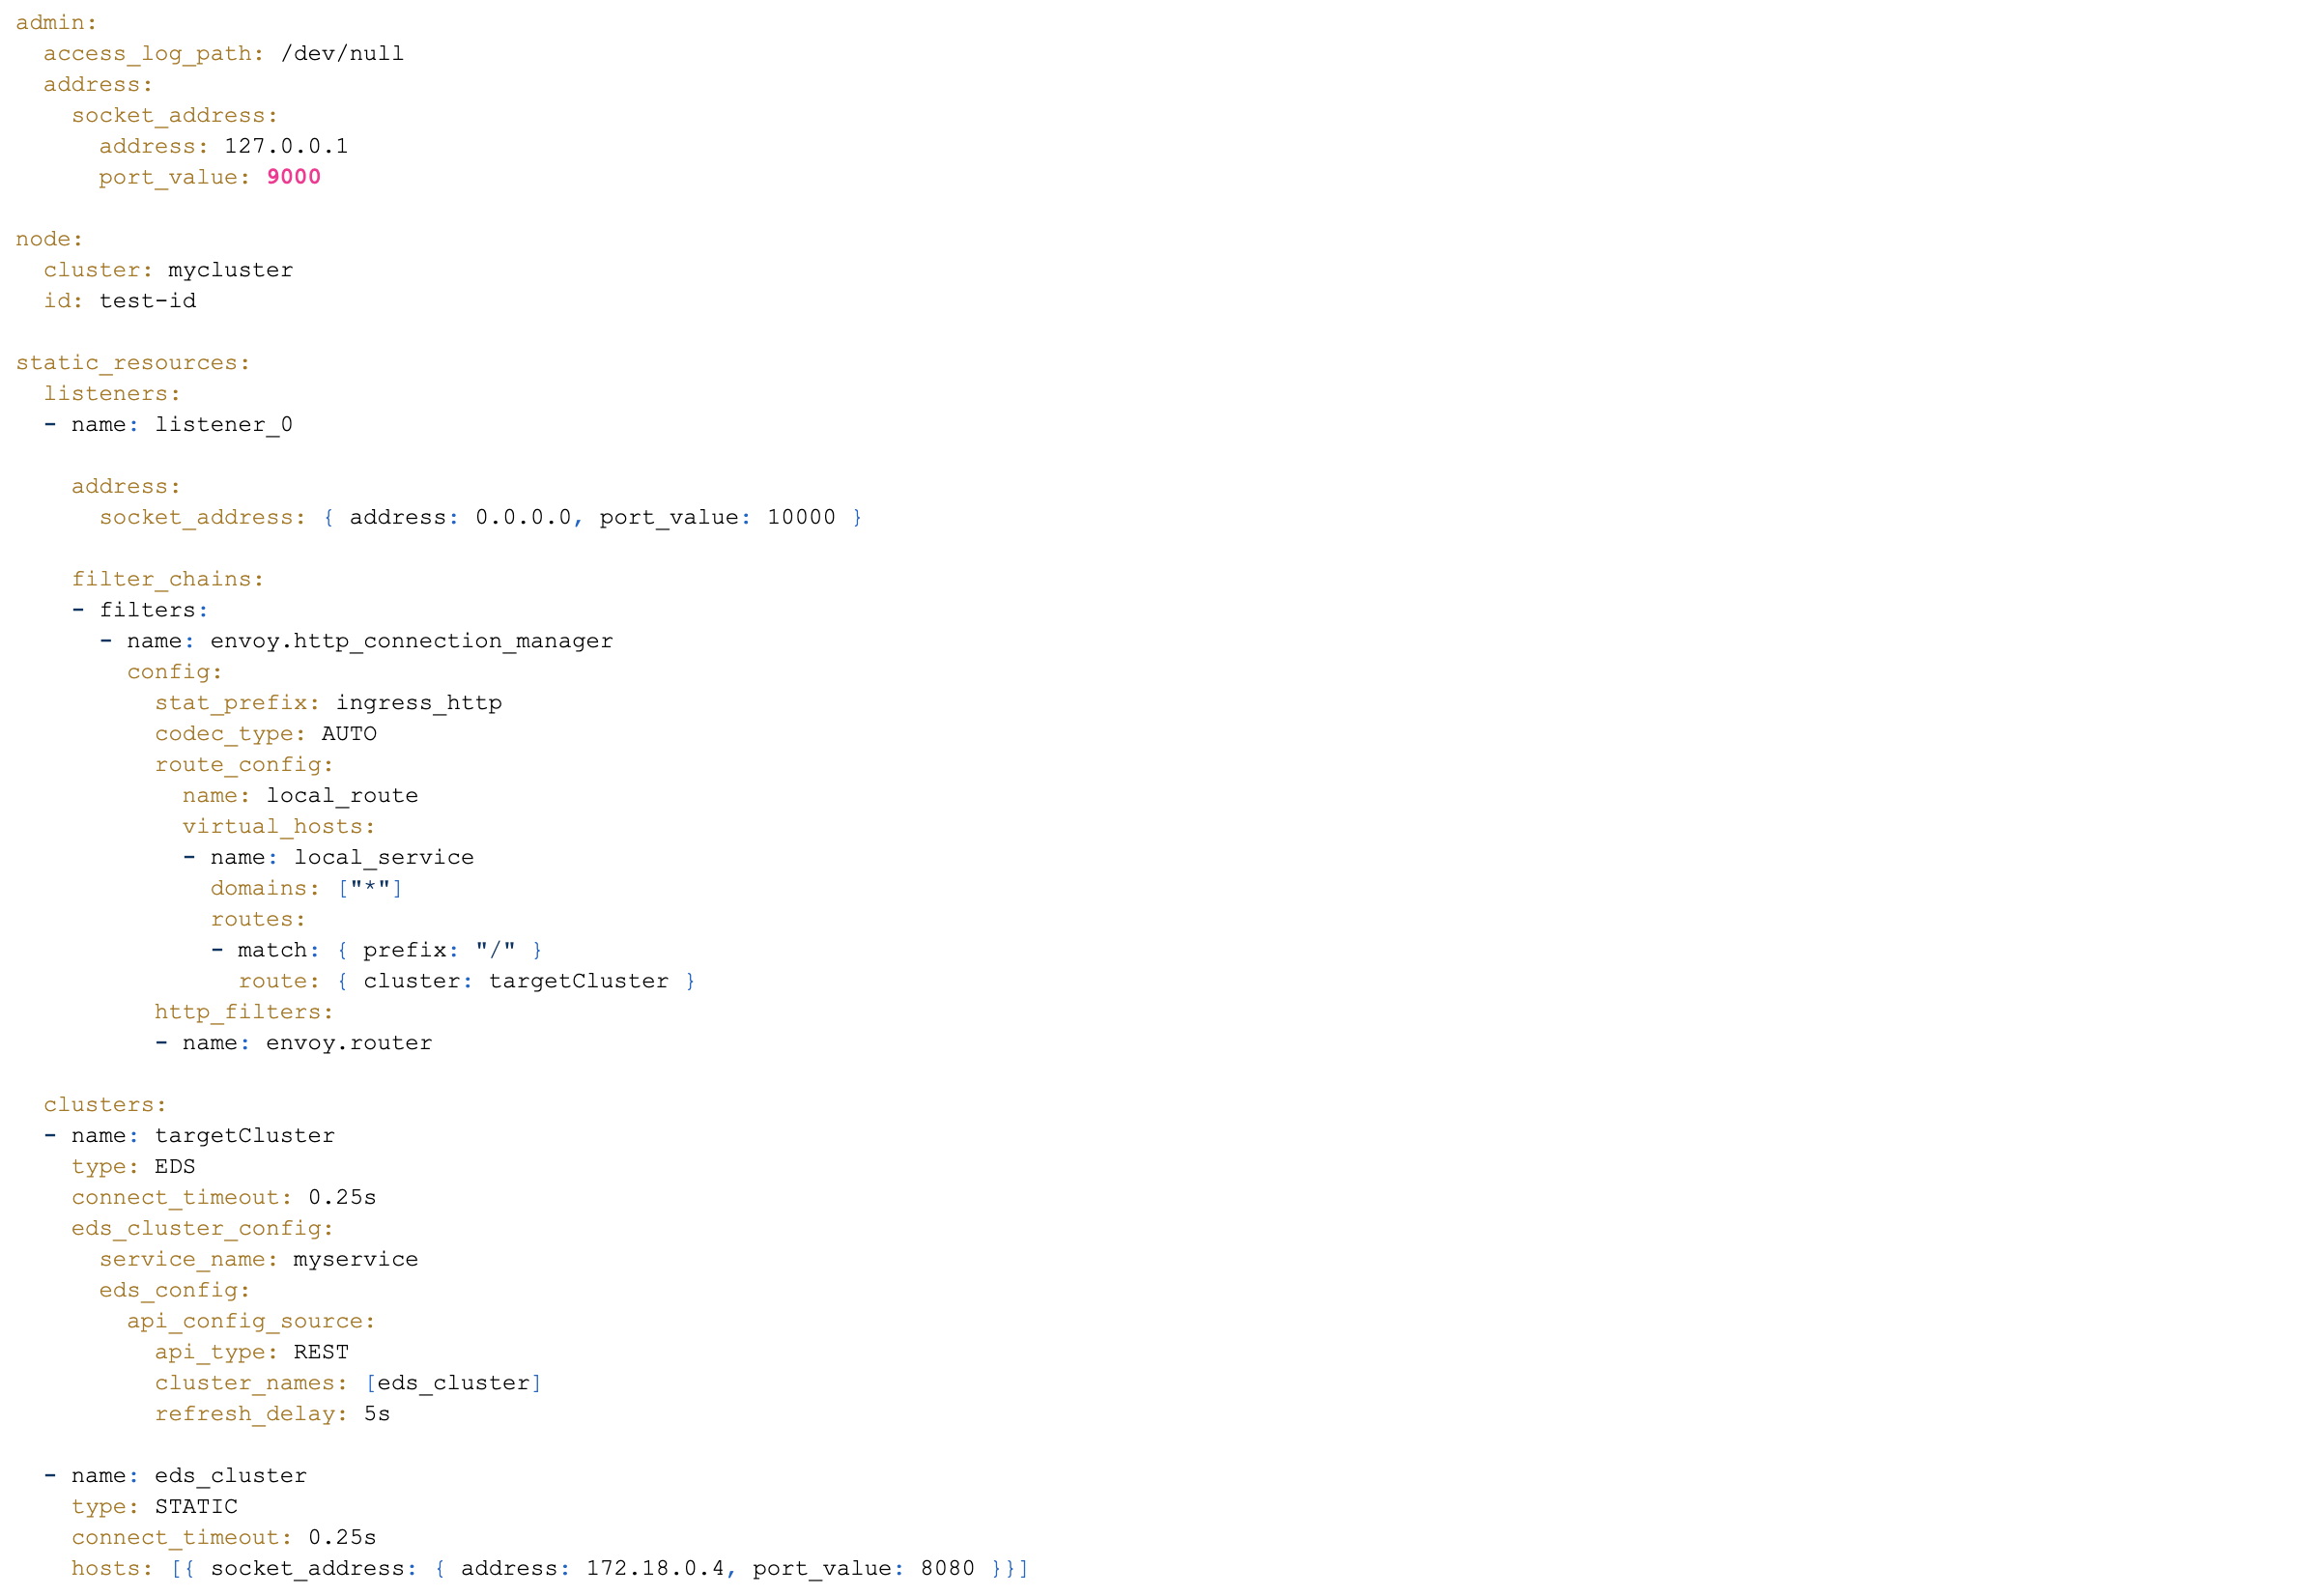 admin:
  access_log_path: /dev/null
  address:
    socket_address:
      address: 127.0.0.1
      port_value: 9000

node:
  cluster: mycluster
  id: test-id

static_resources:
  listeners:
  - name: listener_0

    address:
      socket_address: { address: 0.0.0.0, port_value: 10000 }

    filter_chains:
    - filters:
      - name: envoy.http_connection_manager
        config:
          stat_prefix: ingress_http
          codec_type: AUTO
          route_config:
            name: local_route
            virtual_hosts:
            - name: local_service
              domains: ["*"]
              routes:
              - match: { prefix: "/" }
                route: { cluster: targetCluster }
          http_filters:
          - name: envoy.router

  clusters:
  - name: targetCluster
    type: EDS
    connect_timeout: 0.25s
    eds_cluster_config:
      service_name: myservice
      eds_config:
        api_config_source:
          api_type: REST
          cluster_names: [eds_cluster]
          refresh_delay: 5s

  - name: eds_cluster
    type: STATIC
    connect_timeout: 0.25s
    hosts: [{ socket_address: { address: 172.18.0.4, port_value: 8080 }}]